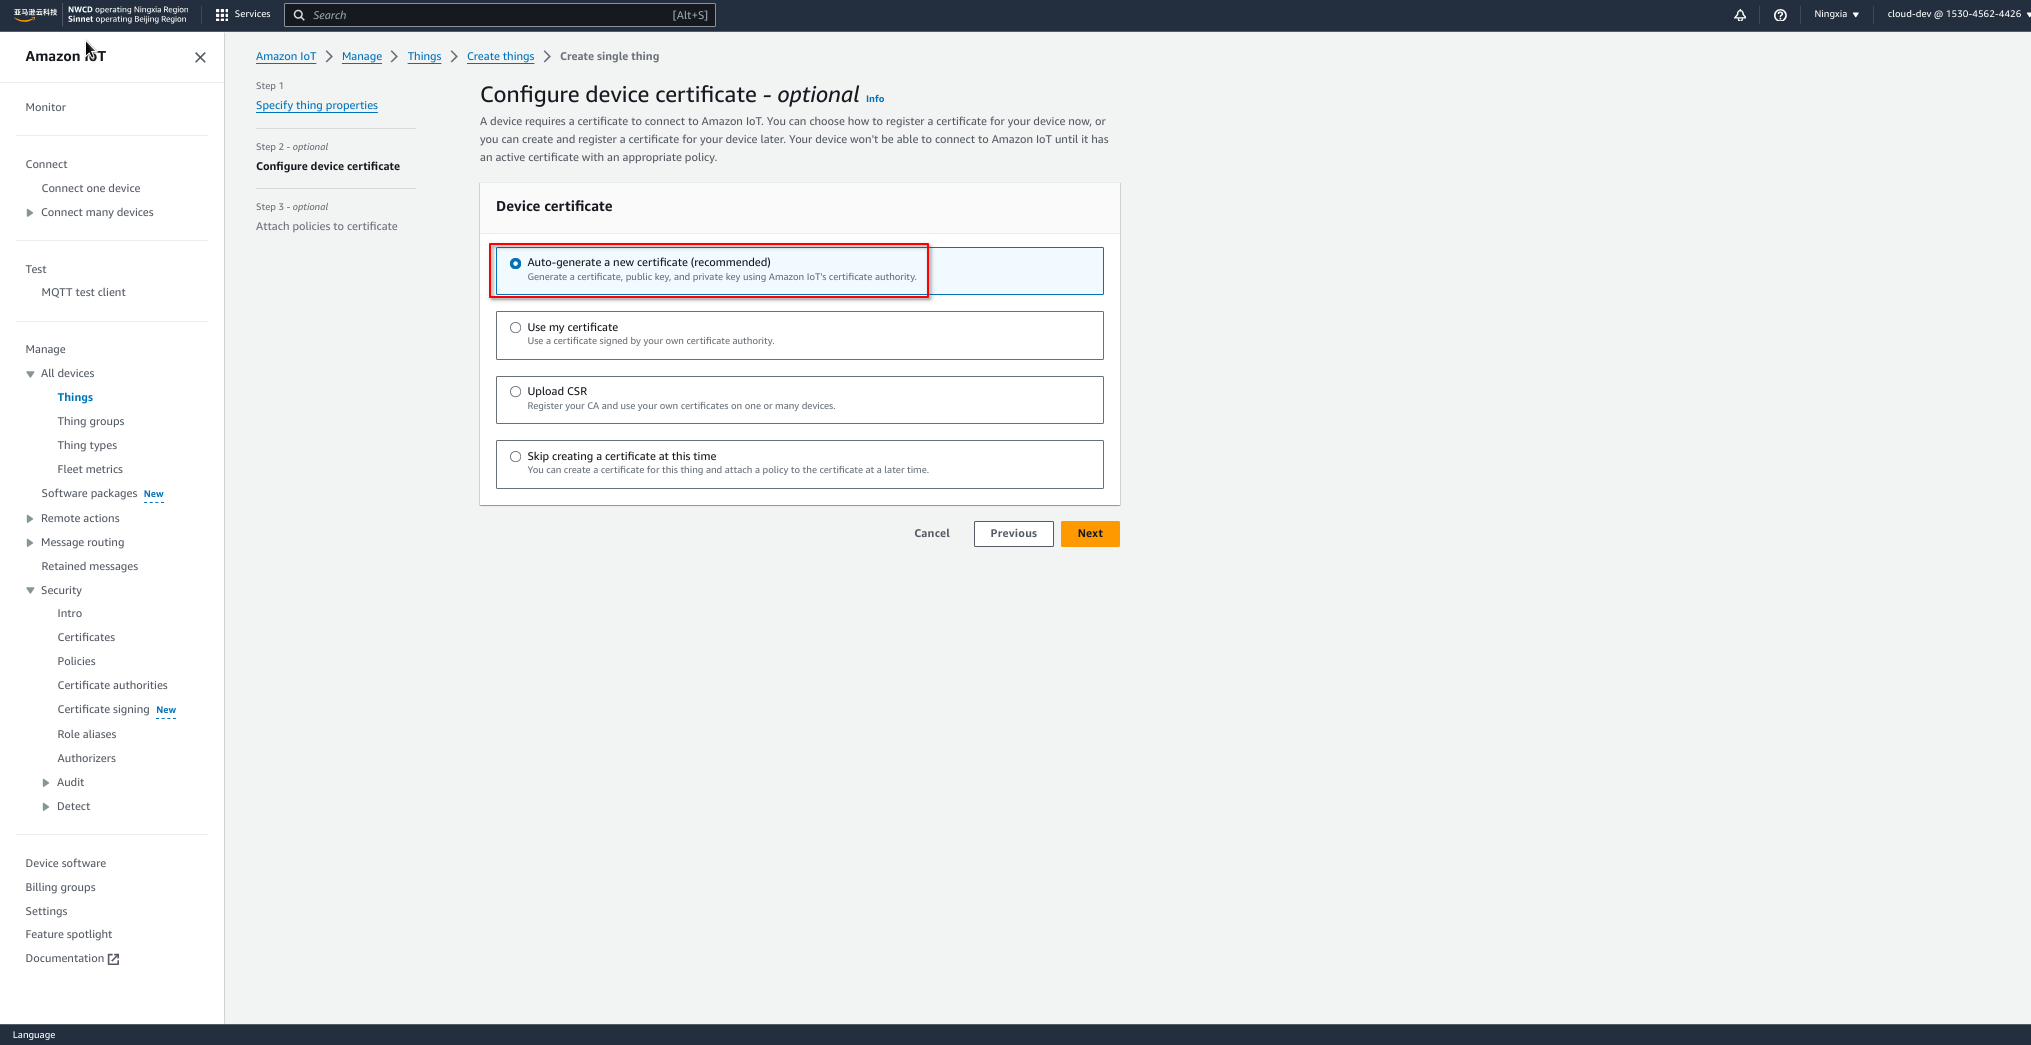 亚马逊云科技
NWCD operating Ningxia Region
Sinnet operating Beijing Region
Services
Search
[Alt+S]
Ningxia
cloud-dev @ 1530-4562-4426
Amazon IoT
Monitor
Connect
Connect one device
Connect many devices
Test
MQTT test client
Manage
All devices
Things
Thing groups
Thing types
Fleet metrics
Software packages New
Remote actions
Message routing
Retained messages
Security
Intro
Certificates
Policies
Certificate authorities
Certificate signing New
Role aliases
Authorizers
Audit
Detect
Device software
Billing groups
Settings
Feature spotlight
Documentation
Amazon IoT > Manage > Things > Create things > Create single thing
Step 1
Specify thing properties
Step 2 - optional
Configure device certificate
Step 3 - optional
Attach policies to certificate
Configure device certificate - optional Info
A device requires a certificate to connect to Amazon IoT. You can choose how to register a certificate for your device now, or
you can create and register a certificate for your device later. Your device won't be able to connect to Amazon IoT until it has
an active certificate with an appropriate policy.
Device certificate
Auto-generate a new certificate (recommended)
Generate a certificate, public key, and private key using Amazon IoT's certificate authority.
Use my certificate
Use a certificate signed by your own certificate authority.
Upload CSR
Register your CA and use your own certificates on one or many devices.
Skip creating a certificate at this time
You can create a certificate for this thing and attach a policy to the certificate at a later time.
Cancel
Previous
Next
Language